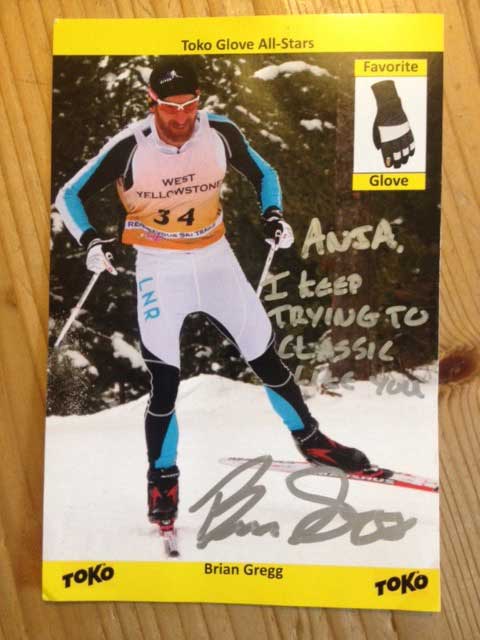 Toko Glove All-Stars
Favorite
Glove
WEST
YELLOWSTONE
34
LNR
ANJA,
I KEEP
TRYING TO
CLASSIC
LIKE YOU
Brian Gregg
TOKO
TOKO